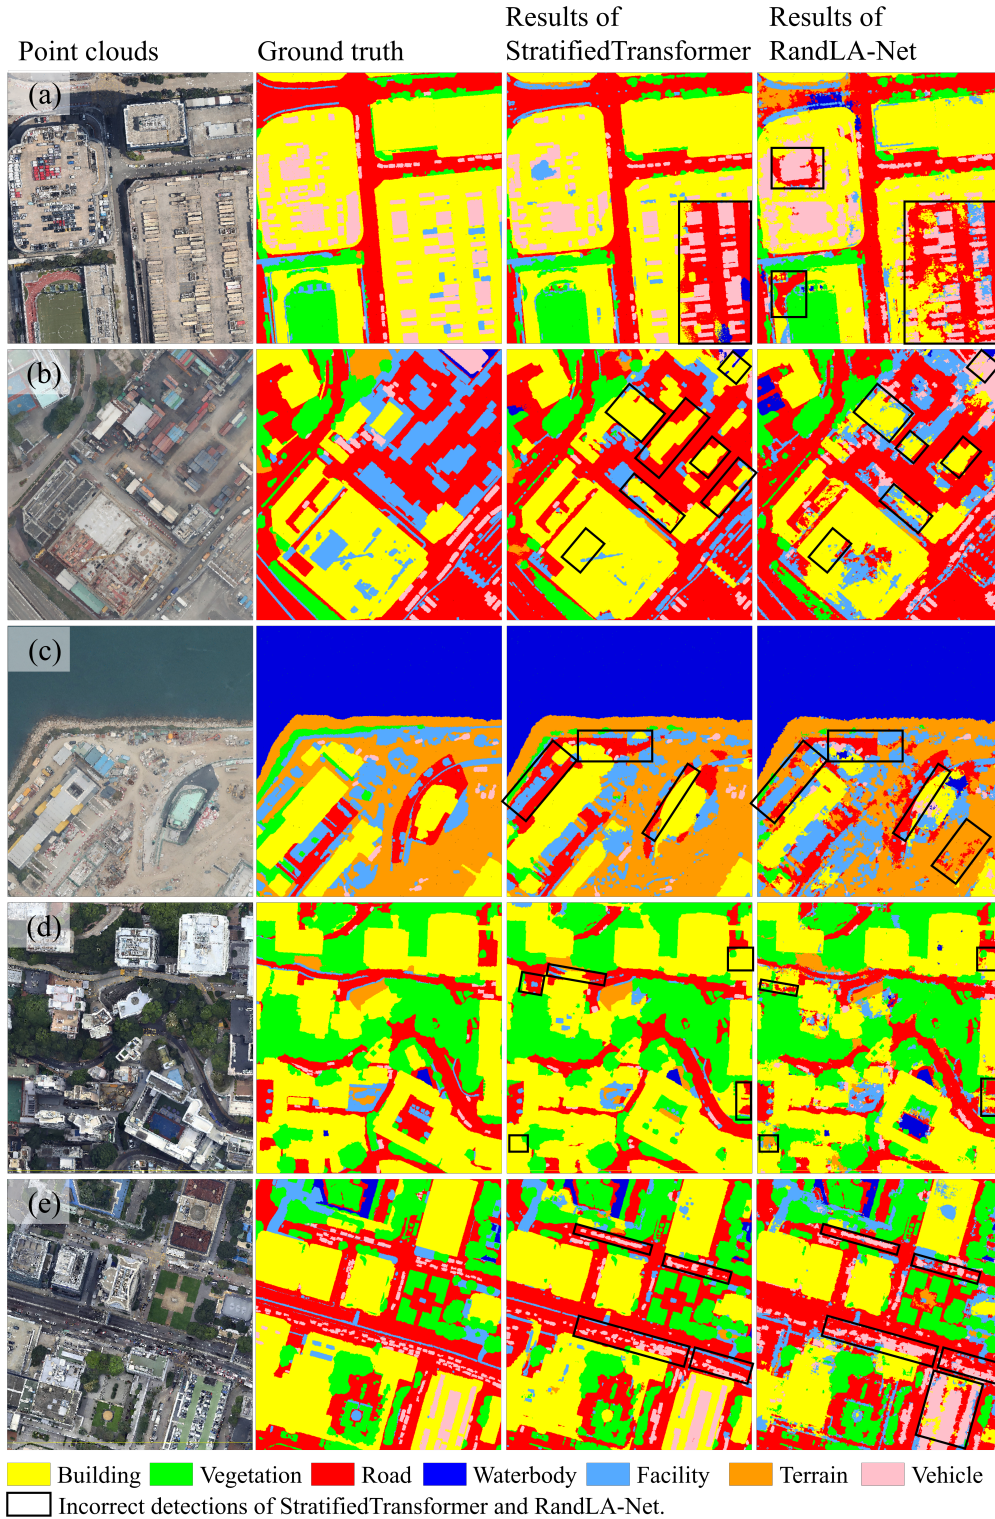 Point clouds
Ground truth
Results of
StratifiedTransformer
Results of
RandLA-Net
(a)
(b)
(c)
(d)
(e)
Building
Vegetation
Road
Waterbody
Facility
Terrain
Vehicle
Incorrect detections of StratifiedTransformer and RandLA-Net.